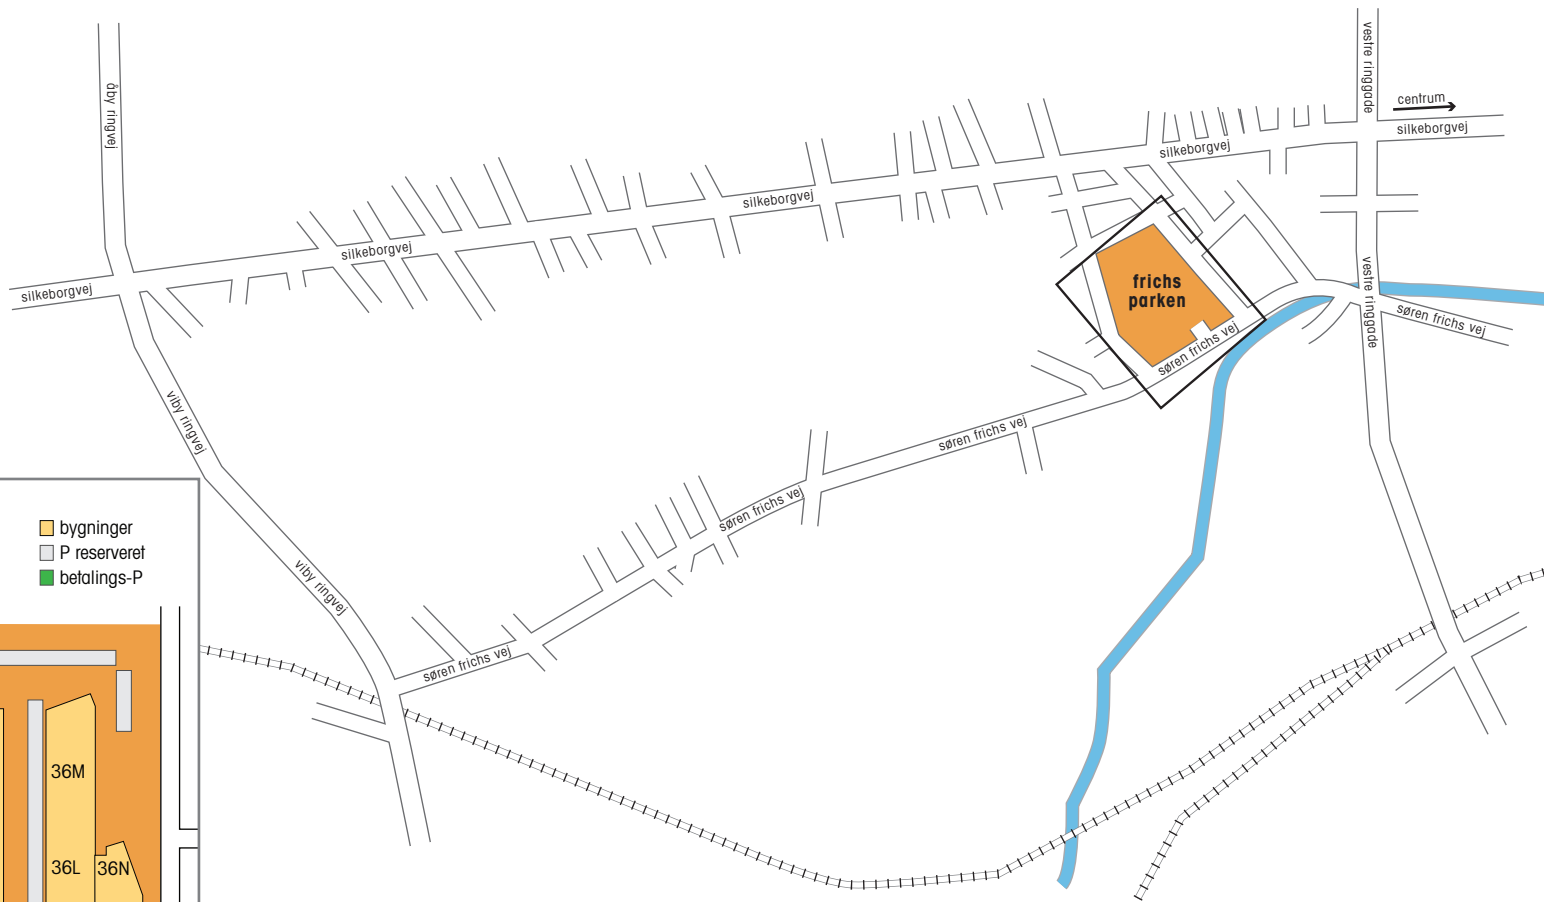 vestre ringgade
åby ringvej
centrum
silkeborgvej
silkeborgvej
silkeborgvej
silkeborgvej
silkeborgvej
frichs
parken
vestre ringgade
søren frichs vej
søren frichs vej
viby ringvej
søren frichs vej
søren frichs vej
viby ringvej
søren frichs vej
bygninger
P reserveret
betalings-P
36M
36L
36N